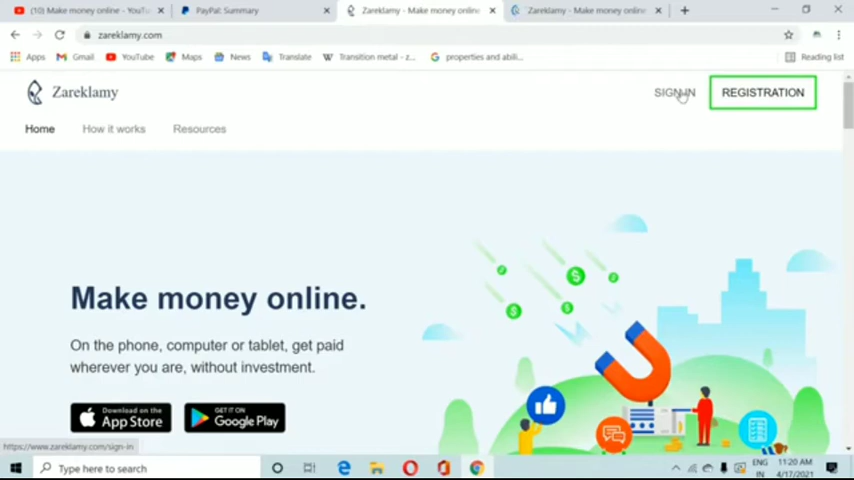 (10) Make money online - YouTu
PayPal: Summary
Zareklamy - Make money online
Zareklamy - Make money online
zareklamy.com
Apps
Gmail
YouTube
Maps
News
Translate
Transition metal - z...
properties and abili...
Reading list
Zareklamy
SIGN IN
REGISTRATION
Home
How it works
Resources
Make money online.
On the phone, computer or tablet, get paid
wherever you are, without investment.
Download on the
App Store
GET IT ON
Google Play
https://www.zareklamy.com/sign-in
Type here to search
ENG
IN
11:20 AM
4/17/2021